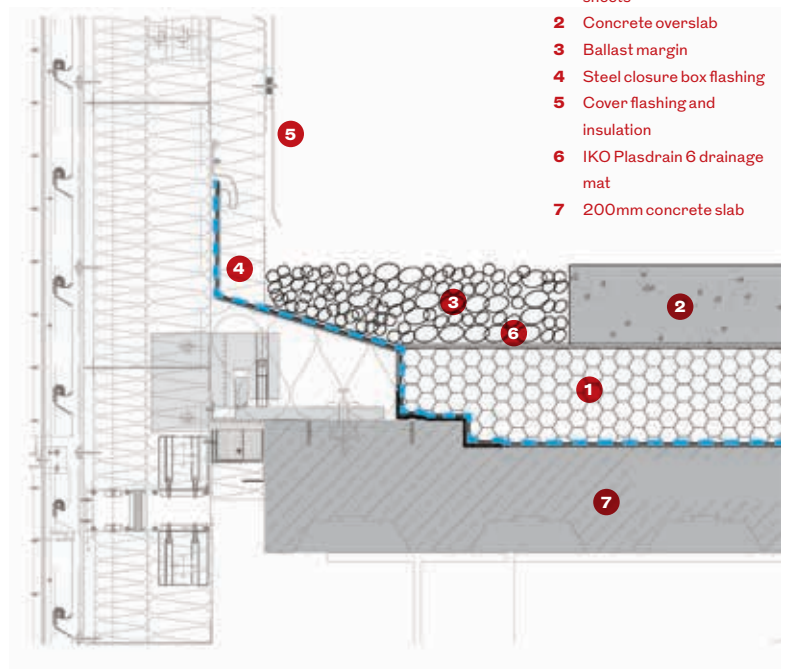 sheets
2 Concrete overslab
3 Ballast margin
4 Steel closure box flashing
5 Cover flashing and
insulation
6 IKO Plasdrain 6 drainage
mat
7 200mm concrete slab
5
4
3
2
6
1
7